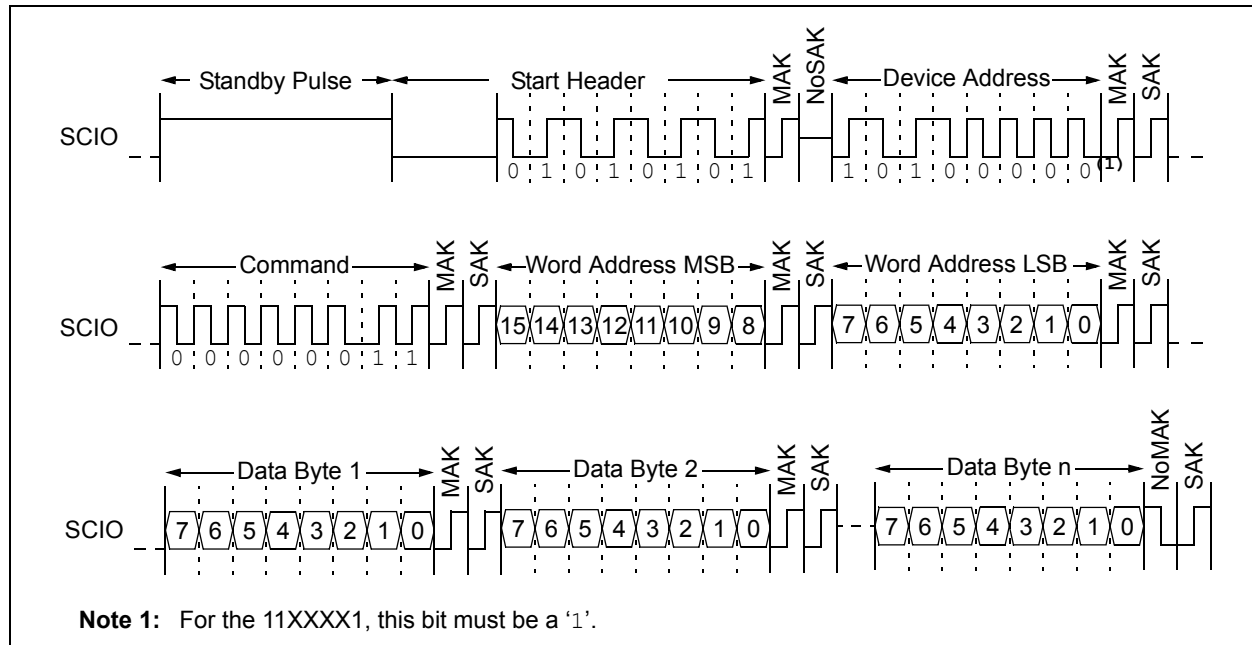 Standby Pulse Start Header MAK NoSAK Device Address MAK SAK
SCIO
0 1 0 1 0 1 0 1 1 0 1 0 0 0 0 0 (1)
Command MAK SAK Word Address MSB MAK SAK Word Address LSB MAK SAK
SCIO 15 14 13 12 11 10 9 8 7 6 5 4 3 2 1 0
0 0 0 0 0 0 1 1
Data Byte 1 MAK SAK Data Byte 2 MAK SAK Data Byte n NoMAK SAK
SCIO 7 6 5 4 3 2 1 0 7 6 5 4 3 2 1 0 7 6 5 4 3 2 1 0
Note 1: For the 11XXXX1, this bit must be a ‘1’.